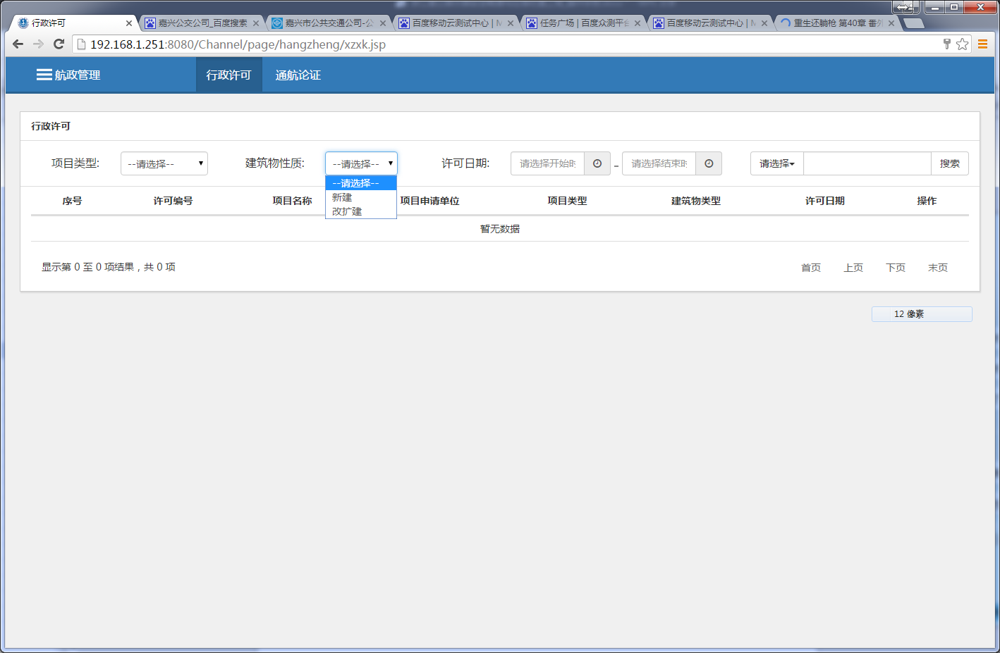 行政许可
嘉兴公交公司_百度搜索
嘉兴市公共交通公司-公
百度移动云测试中心 | M
任务广场 | 百度众测平台
百度移动云测试中心 | M
重生还躺枪 第40章 番外
192.168.1.251:8080/Channel/page/hangzheng/xzxk.jsp
航政管理 行政许可 通航论证
行政许可
项目类型: --请选择-- 建筑物性质: --请选择-- 许可日期: 请选择开始时 - 请选择结束时 请选择 搜索
--请选择--
新建
改扩建
序号 许可编号 项目名称 项目申请单位 项目类型 建筑物类型 许可日期 操作
暂无数据
显示第 0 至 0 项结果，共 0 项
首页 上页 下页 末页
12 像素